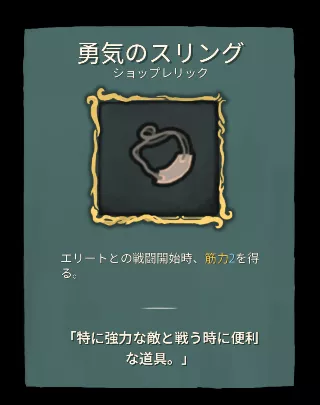 勇気のスリング
ショップレリック
エリートとの戦闘開始時、筋力2を得
る。
「特に強力な敵と戦う時に便利
な道具。」